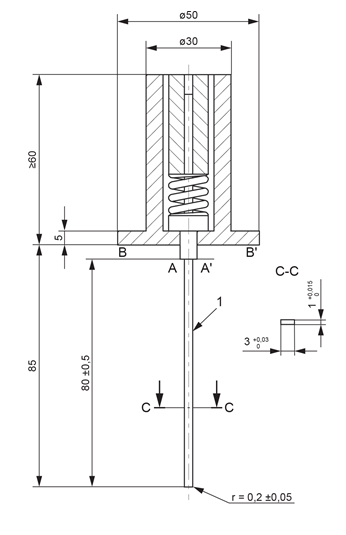 ø50
ø30
≥60
5
B
B'
A
A'
C-C
1
1 +0,015
0
3 +0,03
0
85
80 ±0,5
C
C
r = 0,2 ±0,05